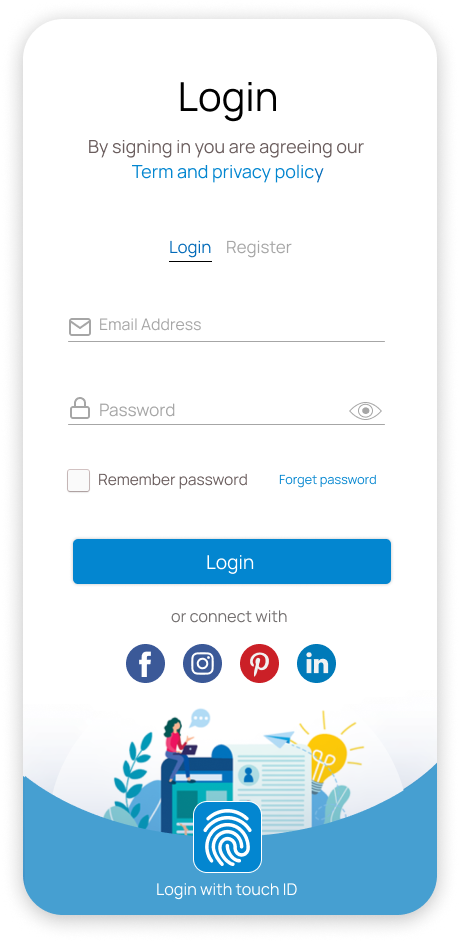 Login
By signing in you are agreeing our
Term and privacy policy
Login Register
Email Address
Password
Remember password Forget password
Login
or connect with
Login with touch ID